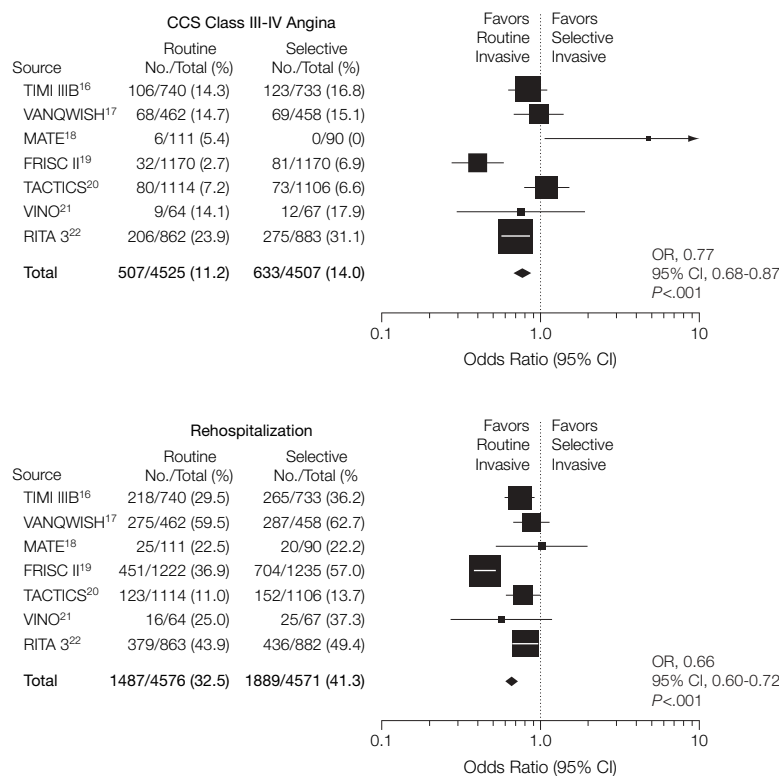 CCS Class III-IV Angina
Favors Favors
Routine Selective
Invasive Invasive
Routine Selective
Source No./Total (%) No./Total (%)
TIMI IIIB16 106/740 (14.3) 123/733 (16.8)
VANQWISH17 68/462 (14.7) 69/458 (15.1)
MATE18 6/111 (5.4) 0/90 (0)
FRISC II19 32/1170 (2.7) 81/1170 (6.9)
TACTICS20 80/1114 (7.2) 73/1106 (6.6)
VINO21 9/64 (14.1) 12/67 (17.9)
RITA 322 206/862 (23.9) 275/883 (31.1)
Total 507/4525 (11.2) 633/4507 (14.0)
OR, 0.77
95% CI, 0.68-0.87
P<.001
0.1 1.0 10
Odds Ratio (95% CI)
Rehospitalization
Favors Favors
Routine Selective
Invasive Invasive
Routine Selective
Source No./Total (%) No./Total (%
TIMI IIIB16 218/740 (29.5) 265/733 (36.2)
VANQWISH17 275/462 (59.5) 287/458 (62.7)
MATE18 25/111 (22.5) 20/90 (22.2)
FRISC II19 451/1222 (36.9) 704/1235 (57.0)
TACTICS20 123/1114 (11.0) 152/1106 (13.7)
VINO21 16/64 (25.0) 25/67 (37.3)
RITA 322 379/863 (43.9) 436/882 (49.4)
Total 1487/4576 (32.5) 1889/4571 (41.3)
OR, 0.66
95% CI, 0.60-0.72
P<.001
0.1 1.0 10
Odds Ratio (95% CI)